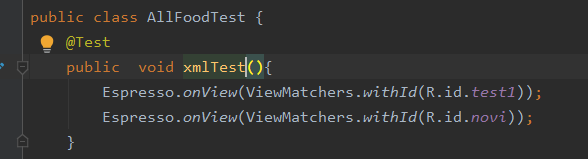 public class AllFoodTest {
@Test
public  void xmlTest(){
Espresso.onView(ViewMatchers.withId(R.id.test1));
Espresso.onView(ViewMatchers.withId(R.id.novi));
}